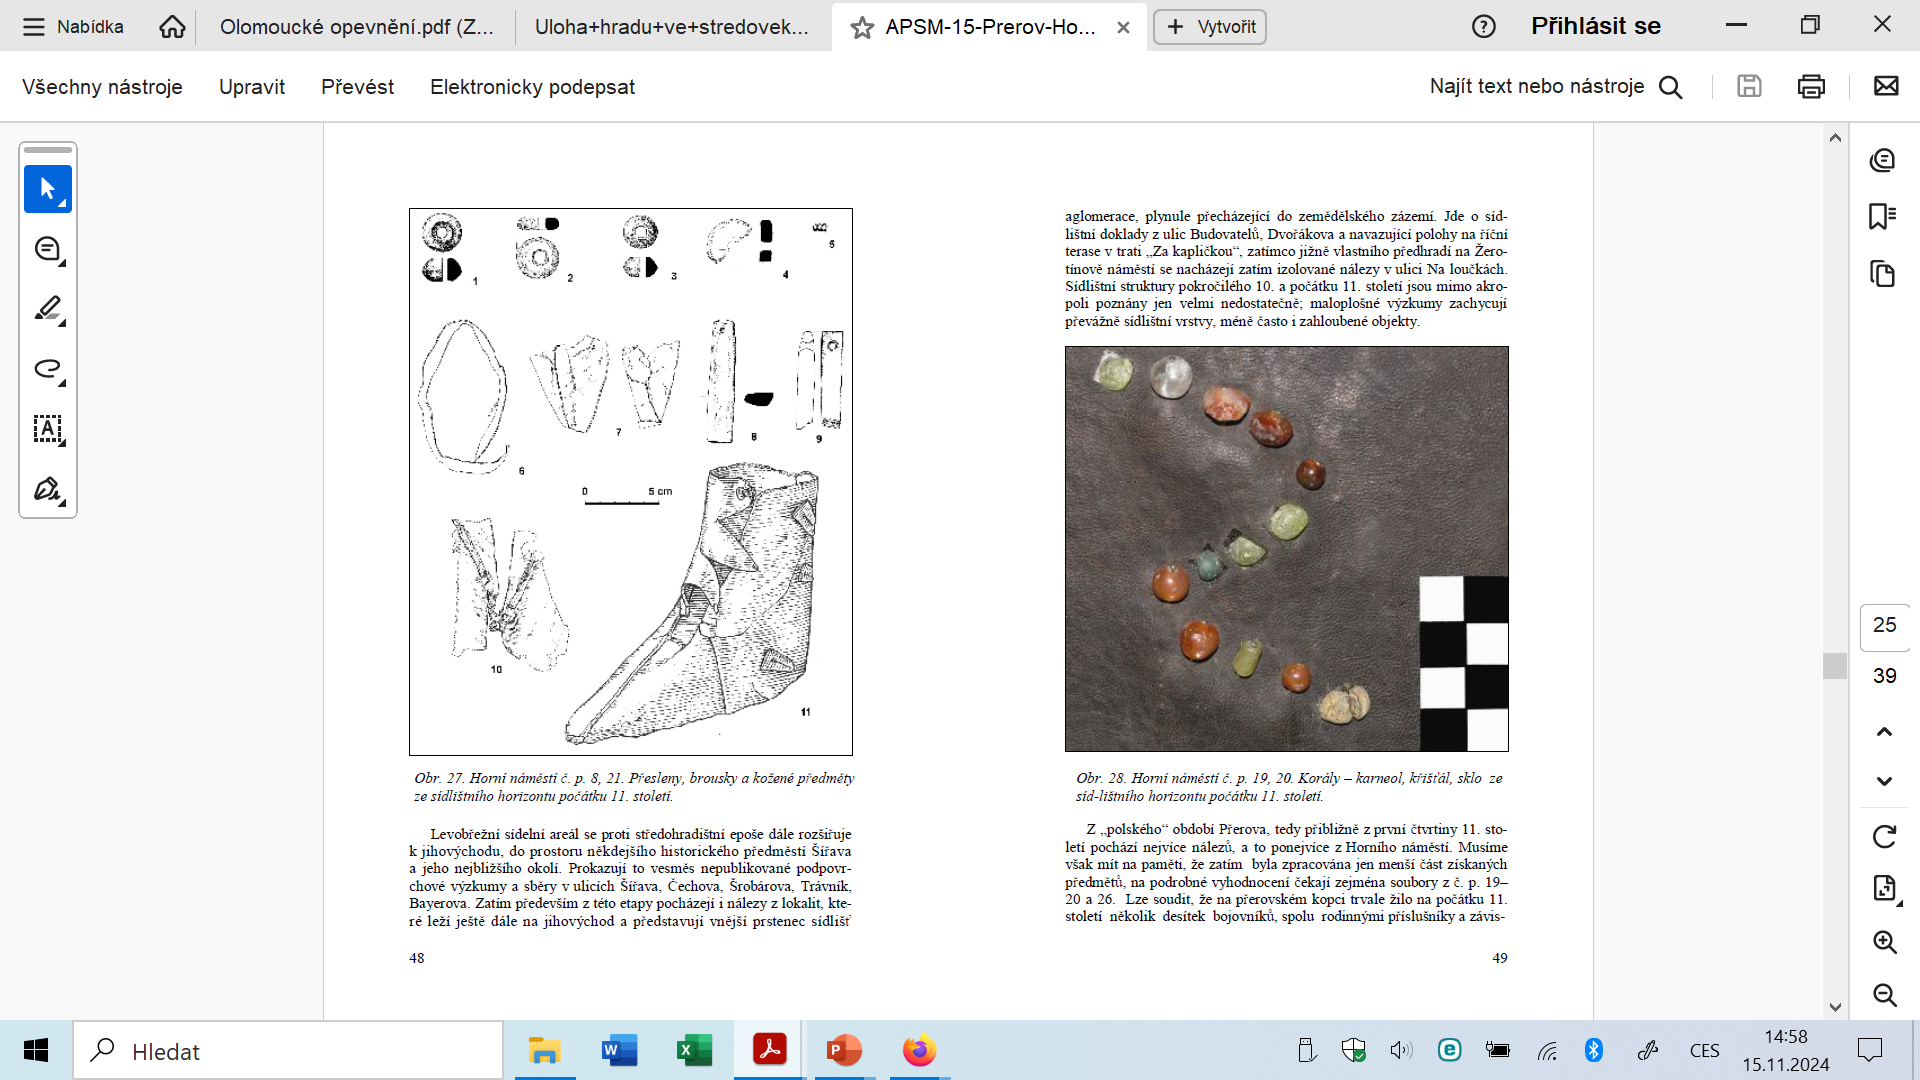 Nabídka
Olomoucké opevnění.pdf (Z...
Uloha+hradu+ve+stredovek...
APSM-15-Prerov-Ho...
Vytvořit
Přihlásit se
Všechny nástroje
Upravit
Převést
Elektronicky podepsat
Najít text nebo nástroje
1
2
3
4
5
6
7
8
9
0 5 cm
10
11
Obr. 27. Horní náměstí č. p. 8, 21. Přesleny, brousky a kožené předměty
ze sídlištního horizontu počátku 11. století.
Levobřežní sídelní areál se proti středohradištní epoše dále rozšiřuje
k jihovýchodu, do prostoru někdejšího historického předměstí Šířava
a jeho nejbližšího okolí. Prokazují to vesměs nepublikované podpovr-
chové výzkumy a sběry v ulicích Šířava, Čechova, Šrobárova, Trávník,
Bayerova. Zatím především z této etapy pocházejí i nálezy z lokalit, kte-
ré leží ještě dále na jihovýchod a představují vnější prstenec sídlišť
48
aglomerace, plynule přecházející do zemědělského zázemí. Jde o síd-
lištní doklady z ulic Budovatelů, Dvořákova a navazující polohy na říční
terase v trati „Za kapličkou“, zatímco jižně vlastního předhradí na Žero-
tínově náměstí se nacházejí zatím izolované nálezy v ulici Na loučkách.
Sídlištní struktury pokročilého 10. a počátku 11. století jsou mimo akro-
poli poznány jen velmi nedostatečně; maloplošné výzkumy zachycují
převážně sídlištní vrstvy, méně často i zahloubené objekty.
Obr. 28. Horní náměstí č. p. 19, 20. Korály – karneol, křišťál, sklo ze
síd-lištního horizontu počátku 11. století.
Z „polského“ období Přerova, tedy přibližně z první čtvrtiny 11. sto-
letí pochází nejvíce nálezů, a to ponejvíce z Horního náměstí. Musíme
však mít na paměti, že zatím byla zpracována jen menší část získaných
předmětů, na podrobné vyhodnocení čekají zejména soubory z č. p. 19–
20 a 26. Lze soudit, že na přerovském kopci trvale žilo na počátku 11.
století několik desítek bojovníků, spolu rodinnými příslušníky a závis-
49
25
39
Hledat
CES
14:58
15.11.2024